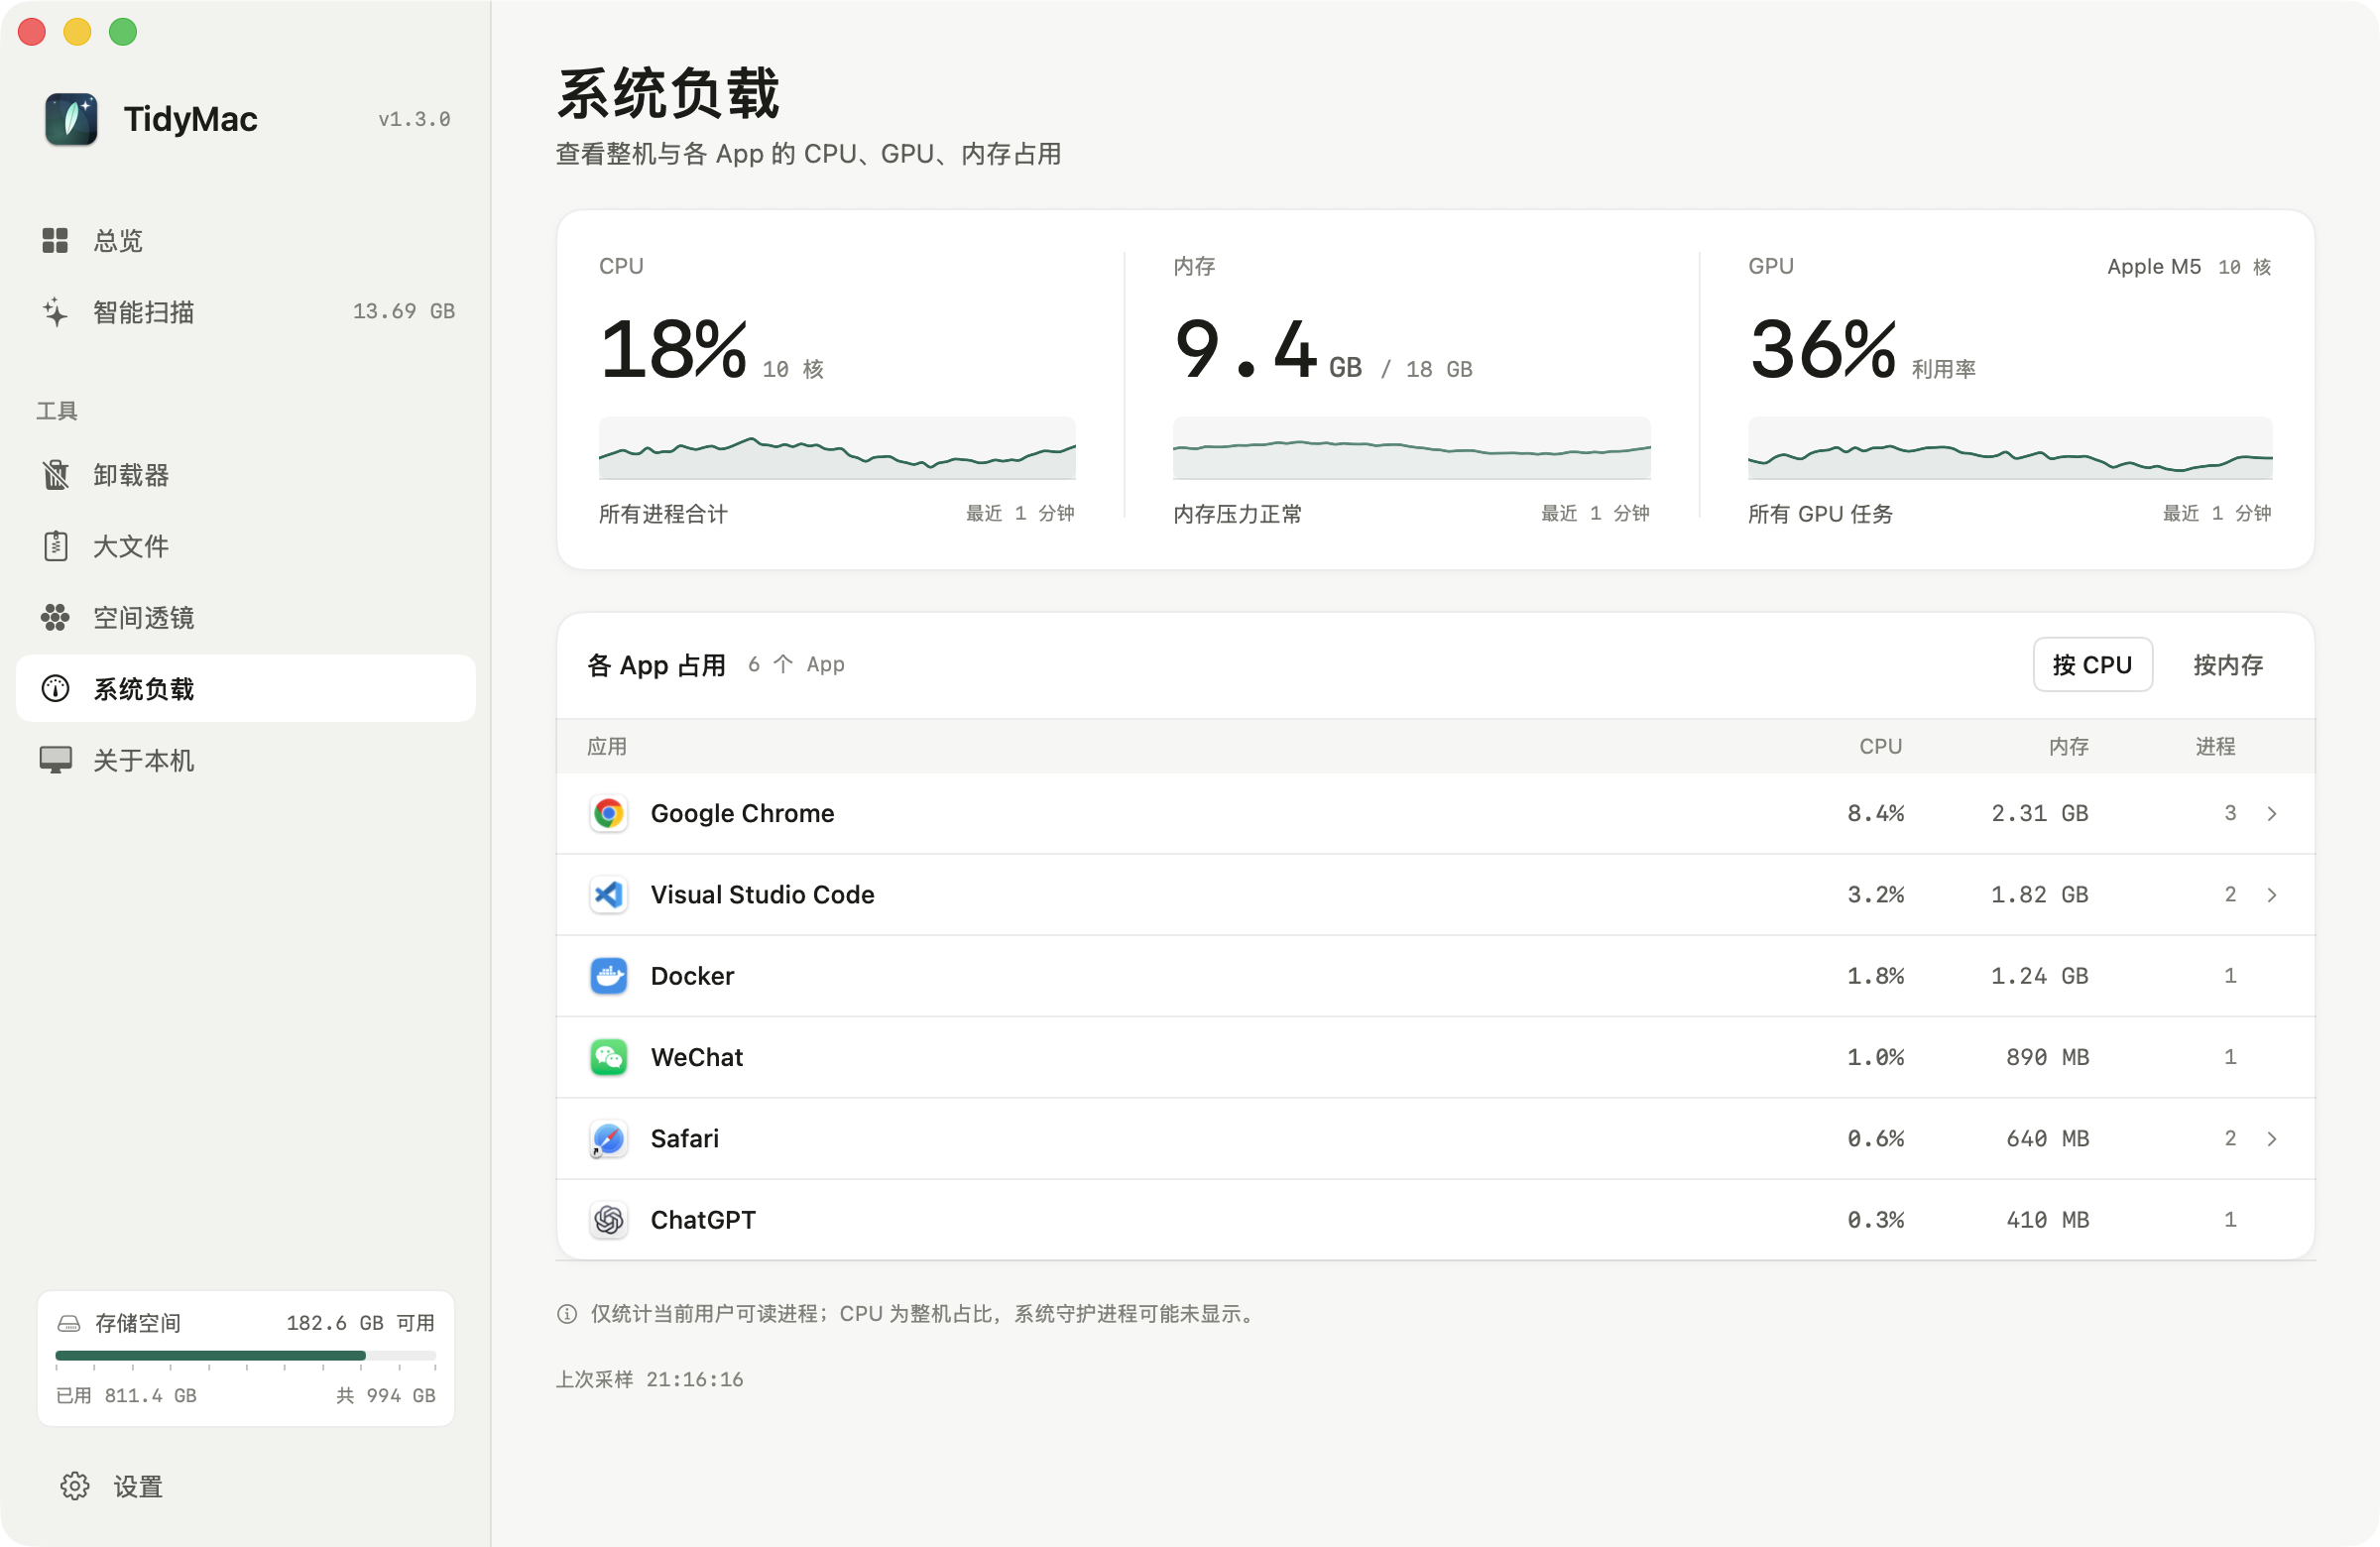 TidyMac v1.3.0
总览
智能扫描 13.69 GB
工具
卸载器
大文件
空间透镜
系统负载
关于本机
存储空间 182.6 GB 可用
已用 811.4 GB 共 994 GB
设置
系统负载
查看整机与各 App 的 CPU、GPU、内存占用
CPU
18% 10 核
所有进程合计 最近 1 分钟
内存
9.4 GB / 18 GB
内存压力正常 最近 1 分钟
GPU Apple M5 10 核
36% 利用率
所有 GPU 任务 最近 1 分钟
各 App 占用 6 个 App 按 CPU 按内存
应用 CPU 内存 进程
Google Chrome 8.4% 2.31 GB 3
Visual Studio Code 3.2% 1.82 GB 2
Docker 1.8% 1.24 GB 1
WeChat 1.0% 890 MB 1
Safari 0.6% 640 MB 2
ChatGPT 0.3% 410 MB 1
仅统计当前用户可读进程；CPU 为整机占比，系统守护进程可能未显示。
上次采样 21:16:16